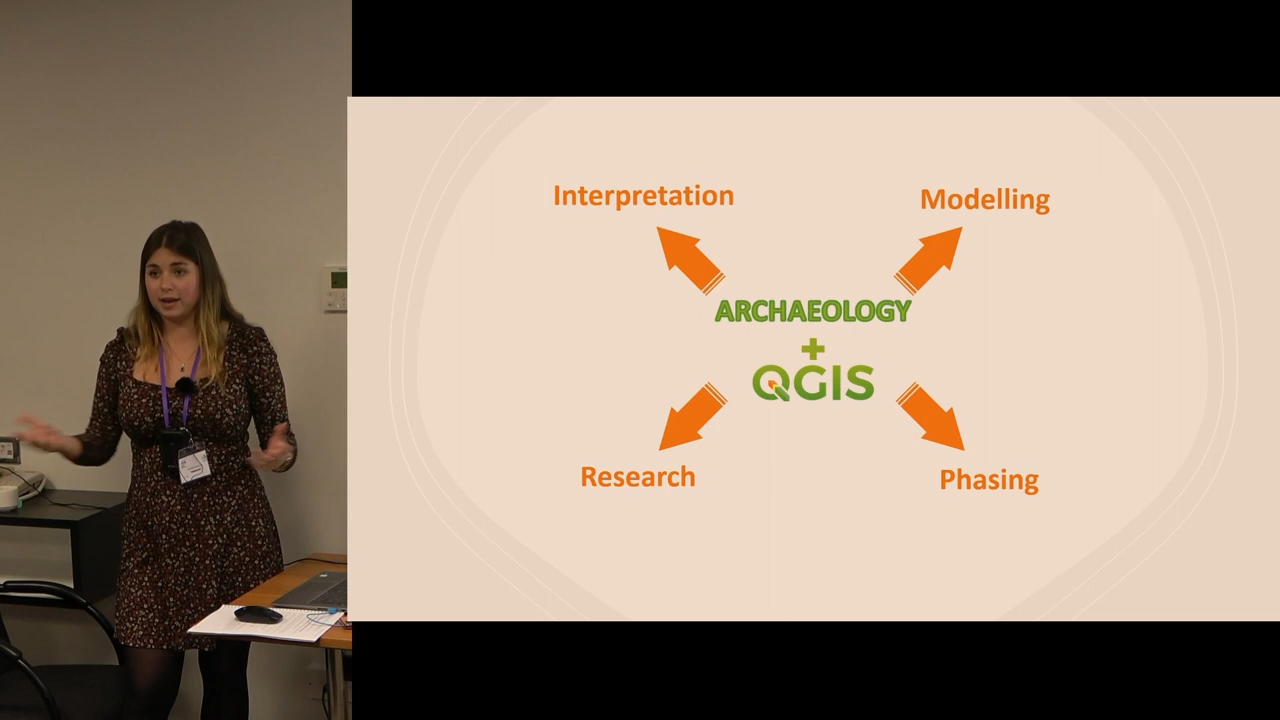 Interpretation
Modelling
ARCHAEOLOGY
+
QGIS
Research
Phasing